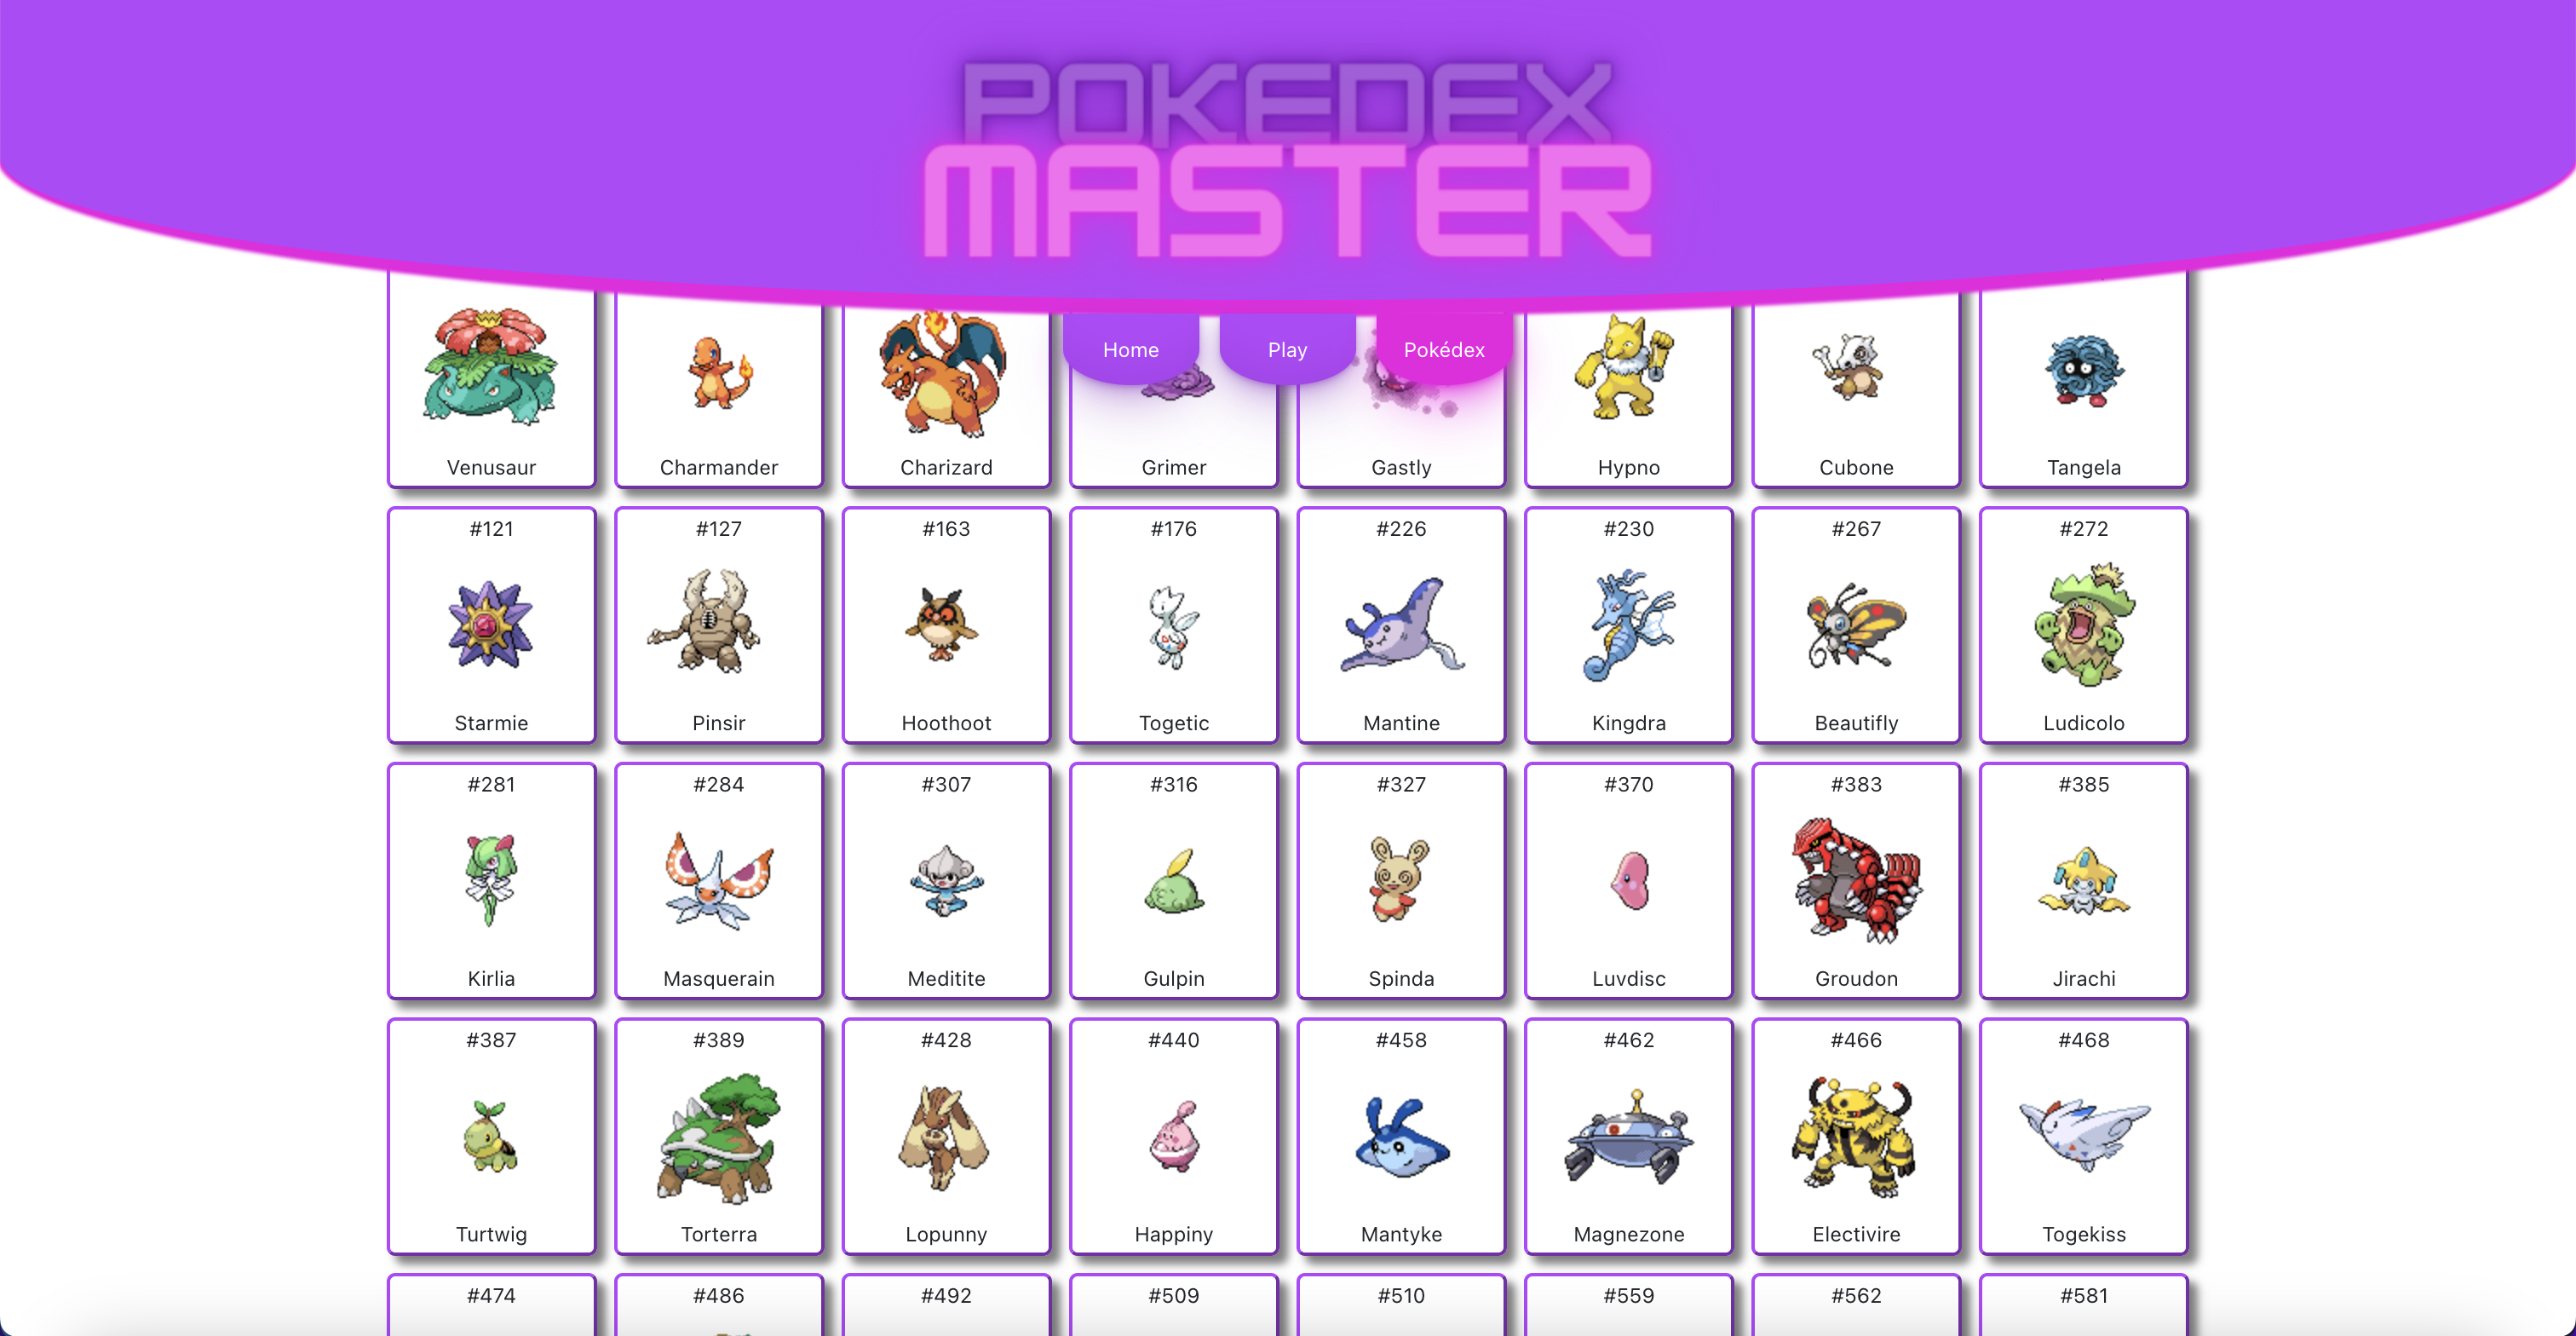 POKEDEX
MASTER
Home
Play
Pokédex
Venusaur
Charmander
Charizard
Grimer
Gastly
Hypno
Cubone
Tangela
#121
#127
#163
#176
#226
#230
#267
#272
Starmie
Pinsir
Hoothoot
Togetic
Mantine
Kingdra
Beautifly
Ludicolo
#281
#284
#307
#316
#327
#370
#383
#385
Kirlia
Masquerain
Meditite
Gulpin
Spinda
Luvdisc
Groudon
Jirachi
#387
#389
#428
#440
#458
#462
#466
#468
Turtwig
Torterra
Lopunny
Happiny
Mantyke
Magnezone
Electivire
Togekiss
#474
#486
#492
#509
#510
#559
#562
#581